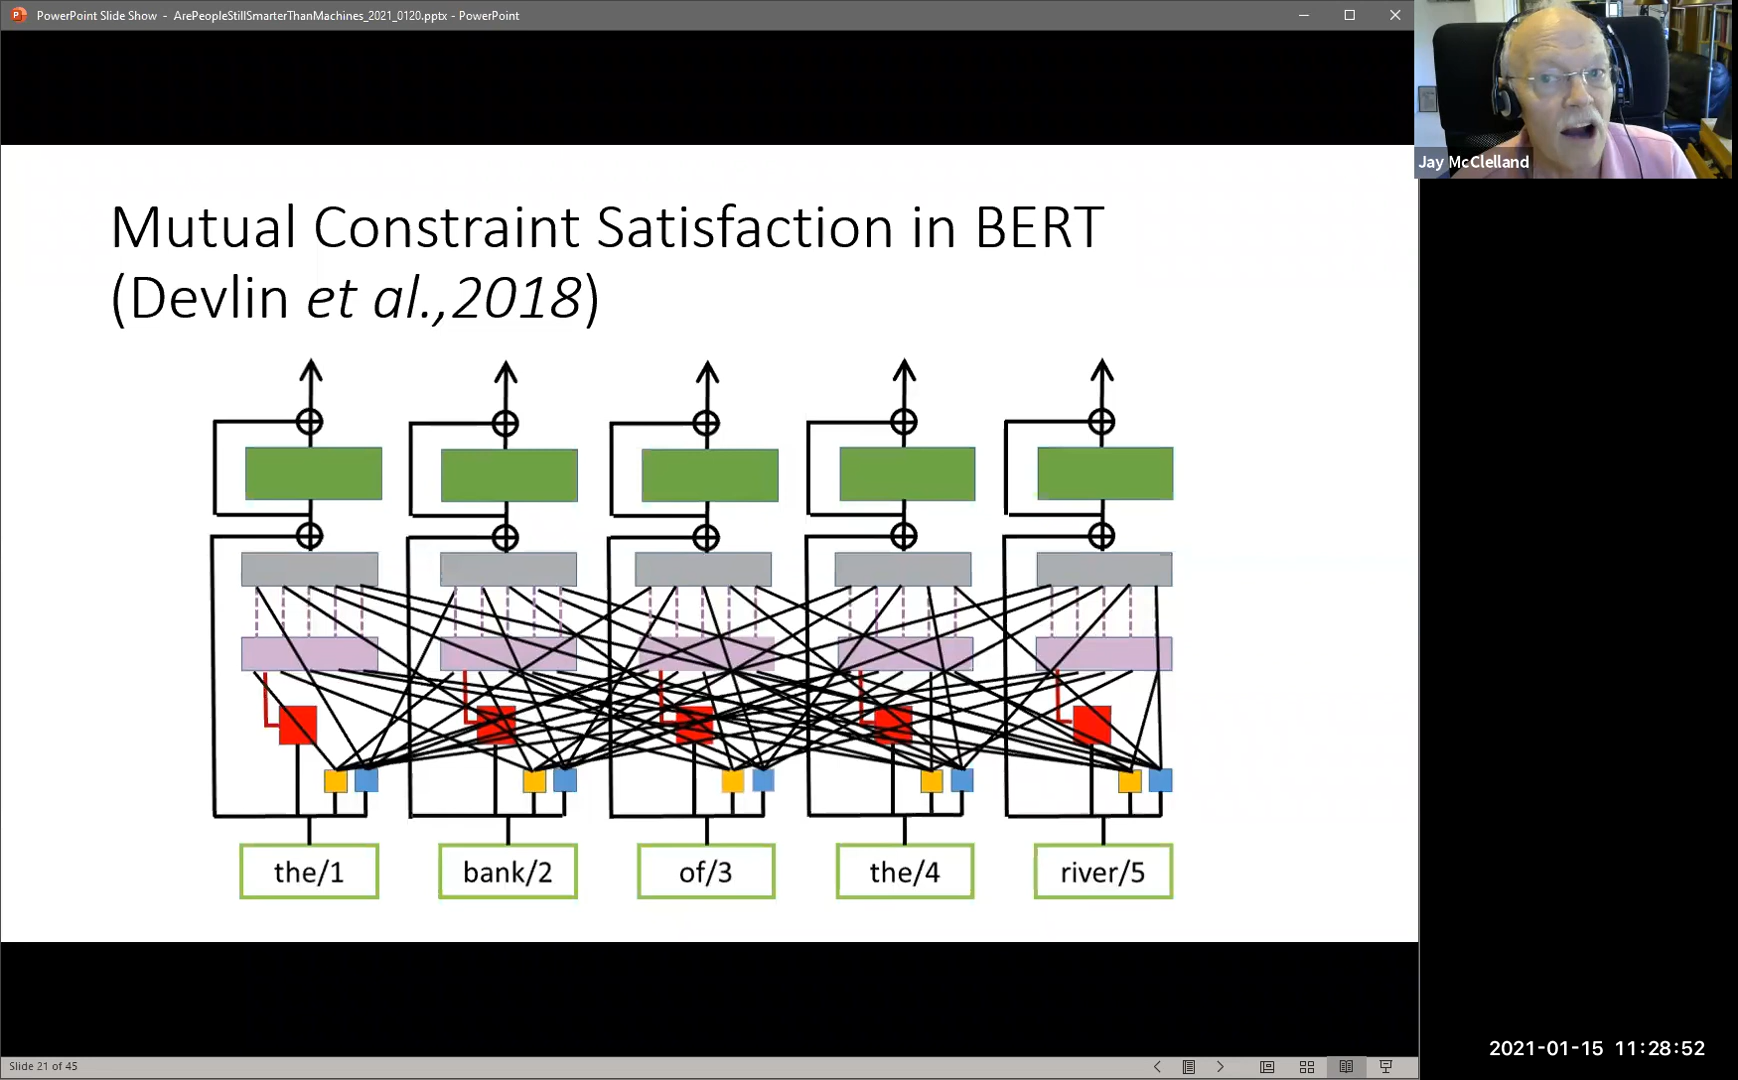 PowerPoint Slide Show - ArePeopleStillSmarterThanMachines_2021_0120.pptx - PowerPoint
Jay McClelland
Mutual Constraint Satisfaction in BERT
(Devlin et al.,2018)
the/1 bank/2 of/3 the/4 river/5
2021-01-15 11:28:52
Slide 21 of 45